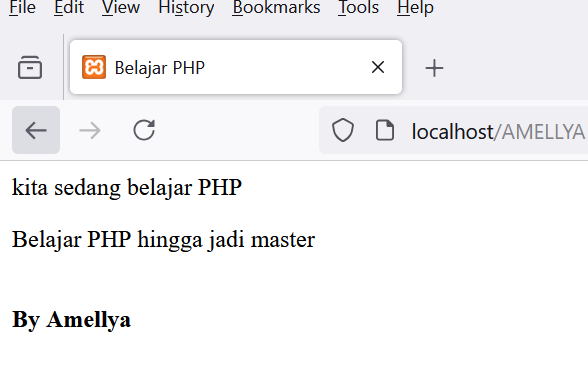 File Edit View History Bookmarks Tools Help
Belajar PHP
localhost/AMELLYA
kita sedang belajar PHP
Belajar PHP hingga jadi master
By Amellya